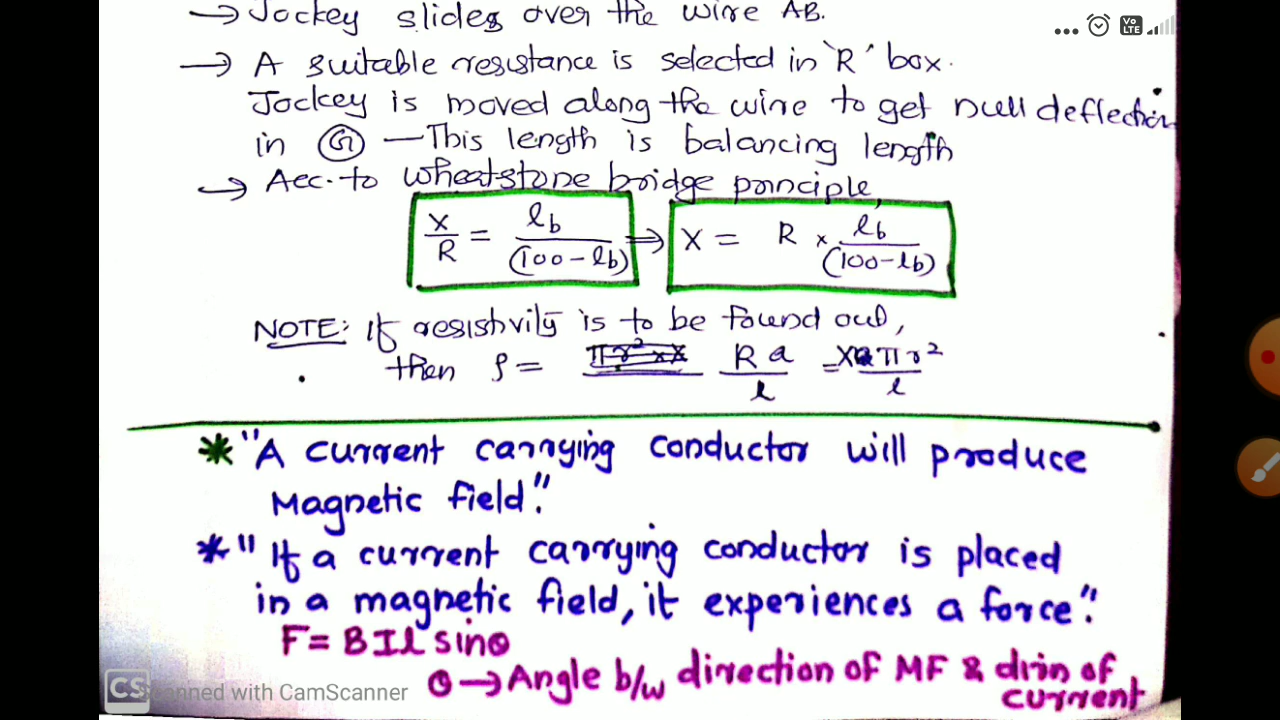 → Jockey slides over the wire AB.
→ A suitable resistance is selected in 'R' box.
Jockey is moved along the wire to get null deflection
in Ⓖ — This length is balancing length
→ Acc. to wheatstone bridge principle,
X/R = lb/(100-lb) ⇒ X = R × lb/(100-lb)
NOTE: If resistivity is to be found out,
then ρ = R a/l = X π r²/l
* "A current carrying conductor will produce
Magnetic field".
* "If a current carrying conductor is placed
in a magnetic field, it experiences a force".
F = BIl sinθ
θ → Angle b/w direction of MF & dirn of
current
CS Scanned with CamScanner
Vo LTE